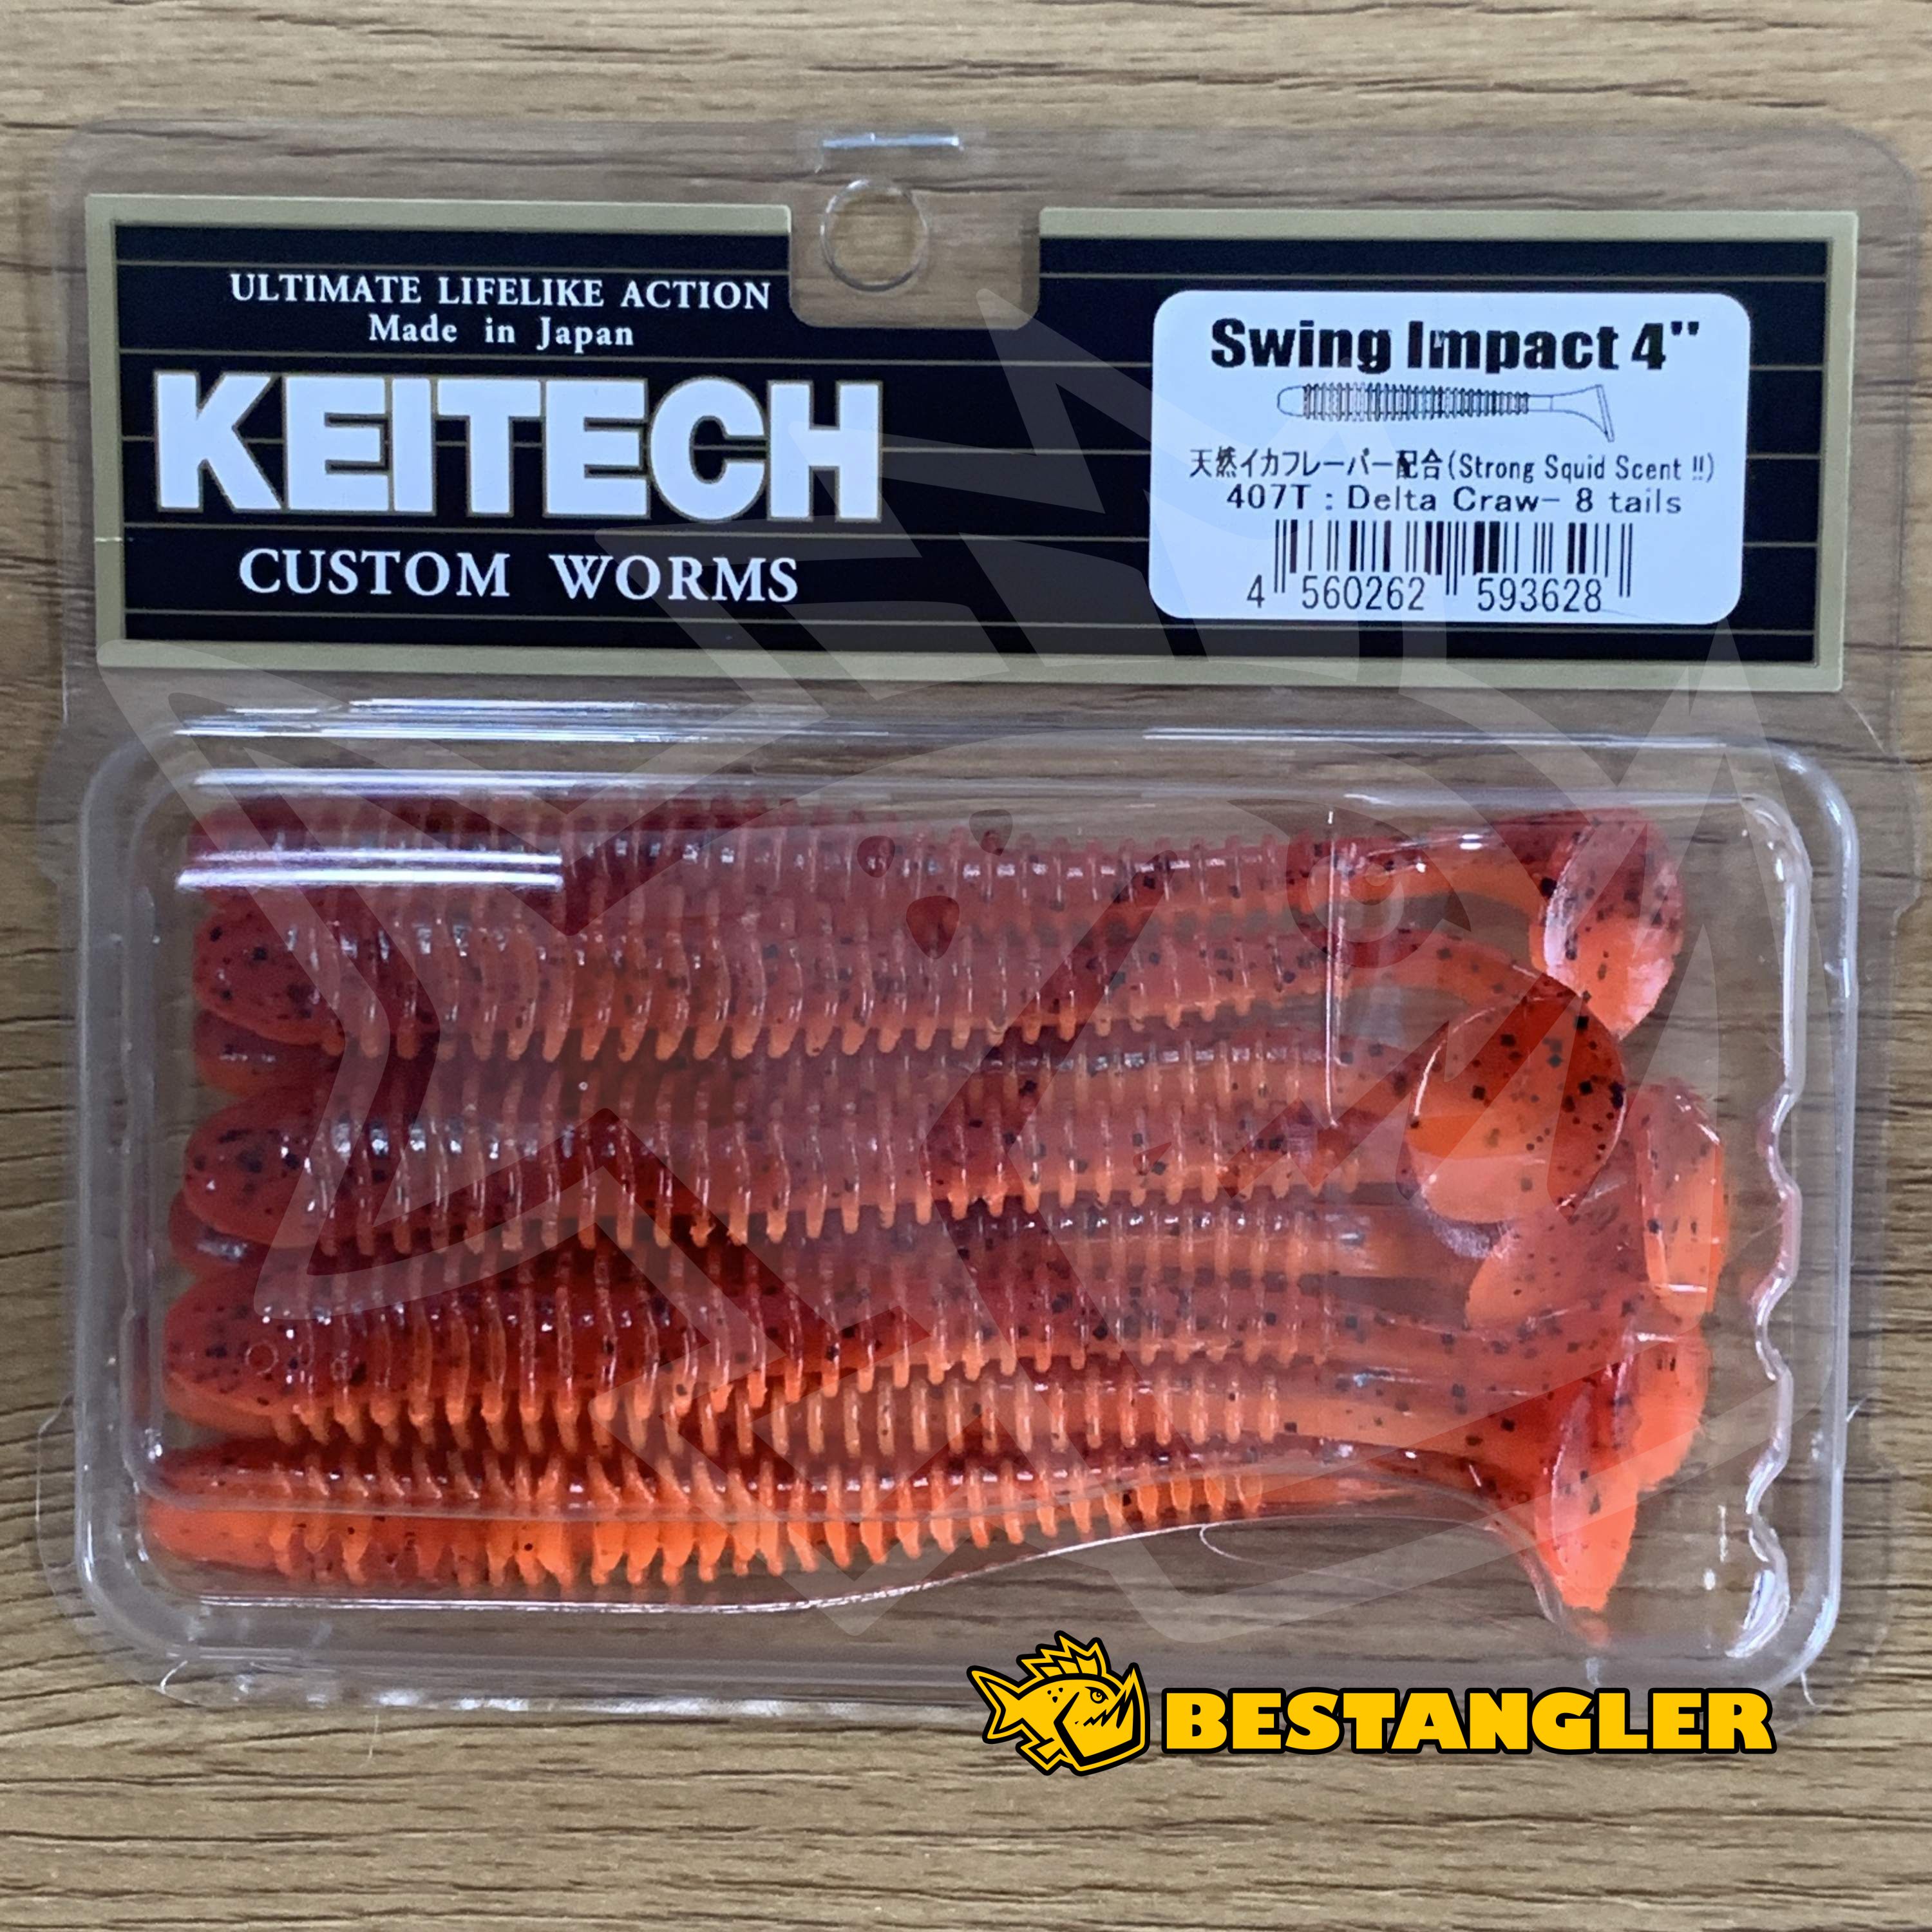 ULTIMATE LIFELIKE ACTION
Made in Japan
KEITECH
CUSTOM WORMS
Swing Impact 4"
天然イカフレーバー配合(Strong Squid Scent !!)
407T : Delta Craw- 8 tails
4 560262 593628
BESTANGLER